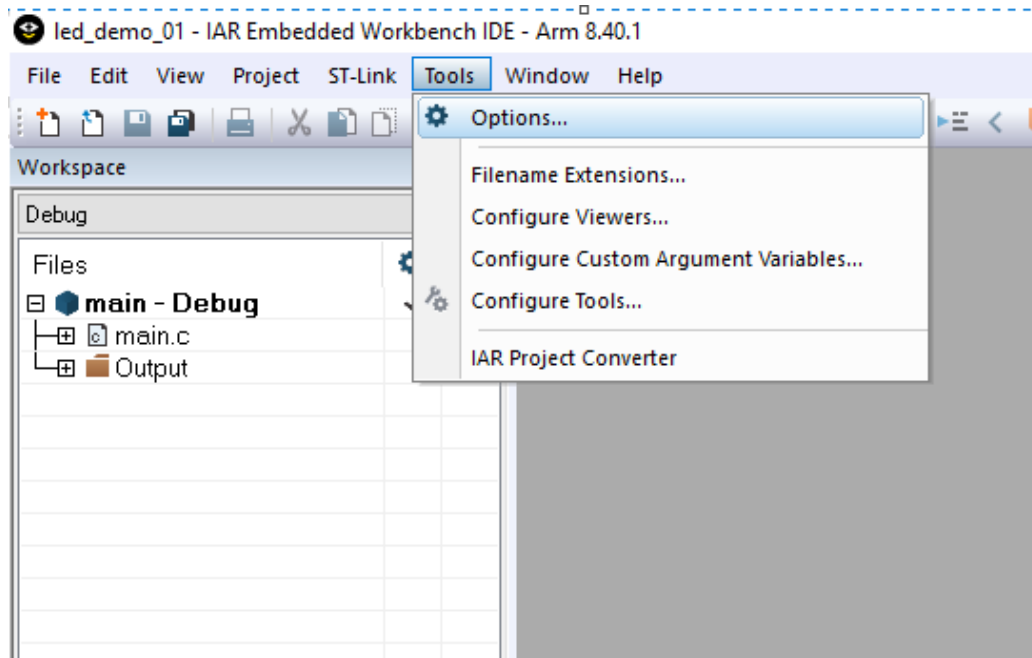 led_demo_01 - IAR Embedded Workbench IDE - Arm 8.40.1
File Edit View Project ST-Link Tools Window Help
Options...
Workspace
Filename Extensions...
Debug
Configure Viewers...
Files
Configure Custom Argument Variables...
main - Debug
Configure Tools...
main.c
IAR Project Converter
Output